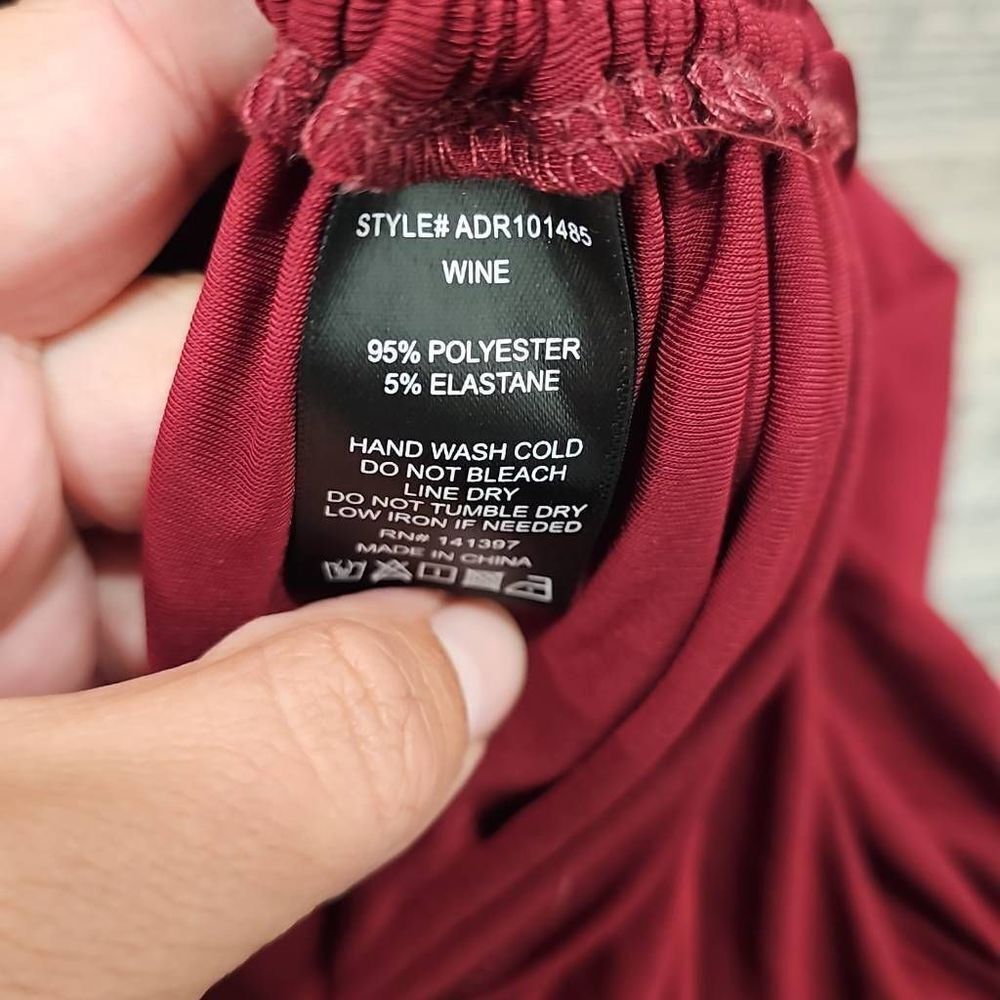 STYLE# ADR101485
WINE
95% POLYESTER
5% ELASTANE
HAND WASH COLD
DO NOT BLEACH
LINE DRY
DO NOT TUMBLE DRY
LOW IRON IF NEEDED
RN# 141397
MADE IN CHINA